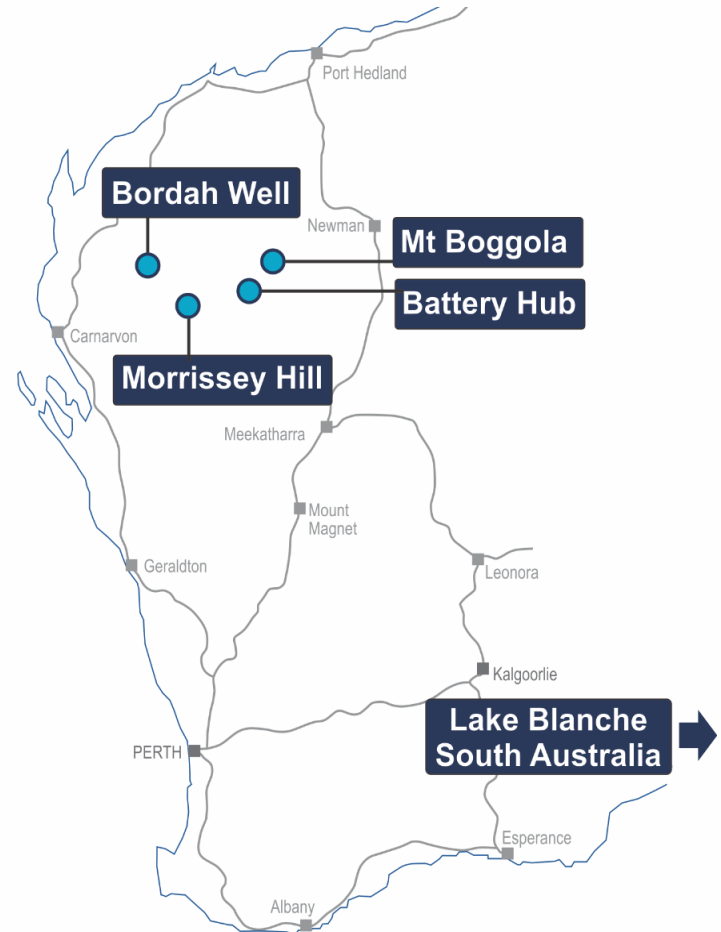 Port Hedland
Bordah Well
Newman
Mt Boggola
Battery Hub
Carnarvon
Morrissey Hill
Meekatharra
Mount
Magnet
Geraldton
Leonora
Kalgoorlie
Lake Blanche
South Australia
PERTH
Esperance
Albany